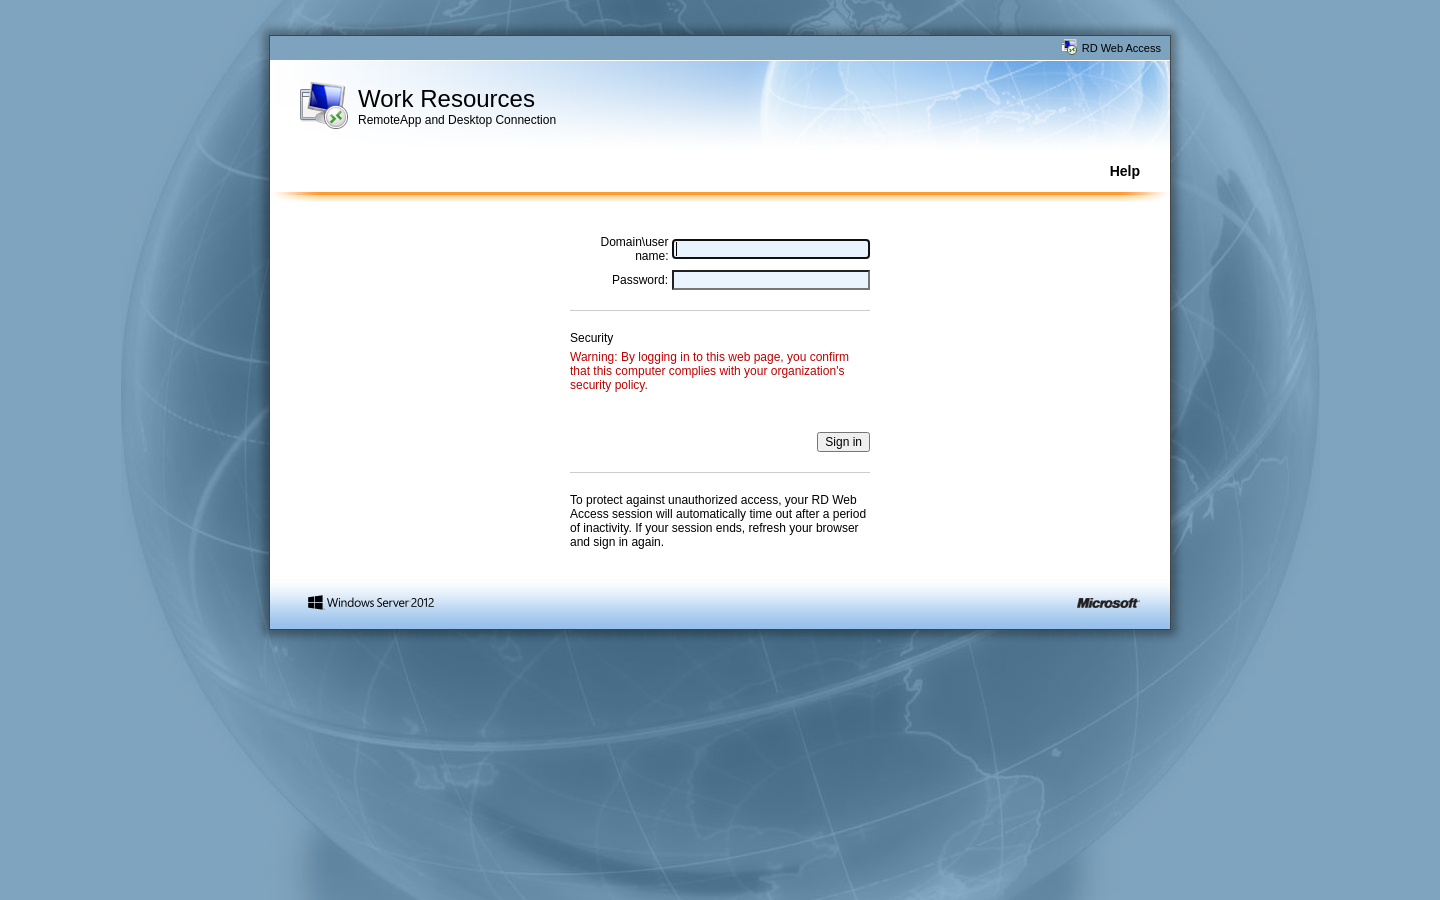 RD Web Access
Work Resources
RemoteApp and Desktop Connection
Help
Domain\user
name:
Password:
Security
Warning: By logging in to this web page, you confirm
that this computer complies with your organization's
security policy.
Sign in
To protect against unauthorized access, your RD Web
Access session will automatically time out after a period
of inactivity. If your session ends, refresh your browser
and sign in again.
Windows Server 2012
Microsoft